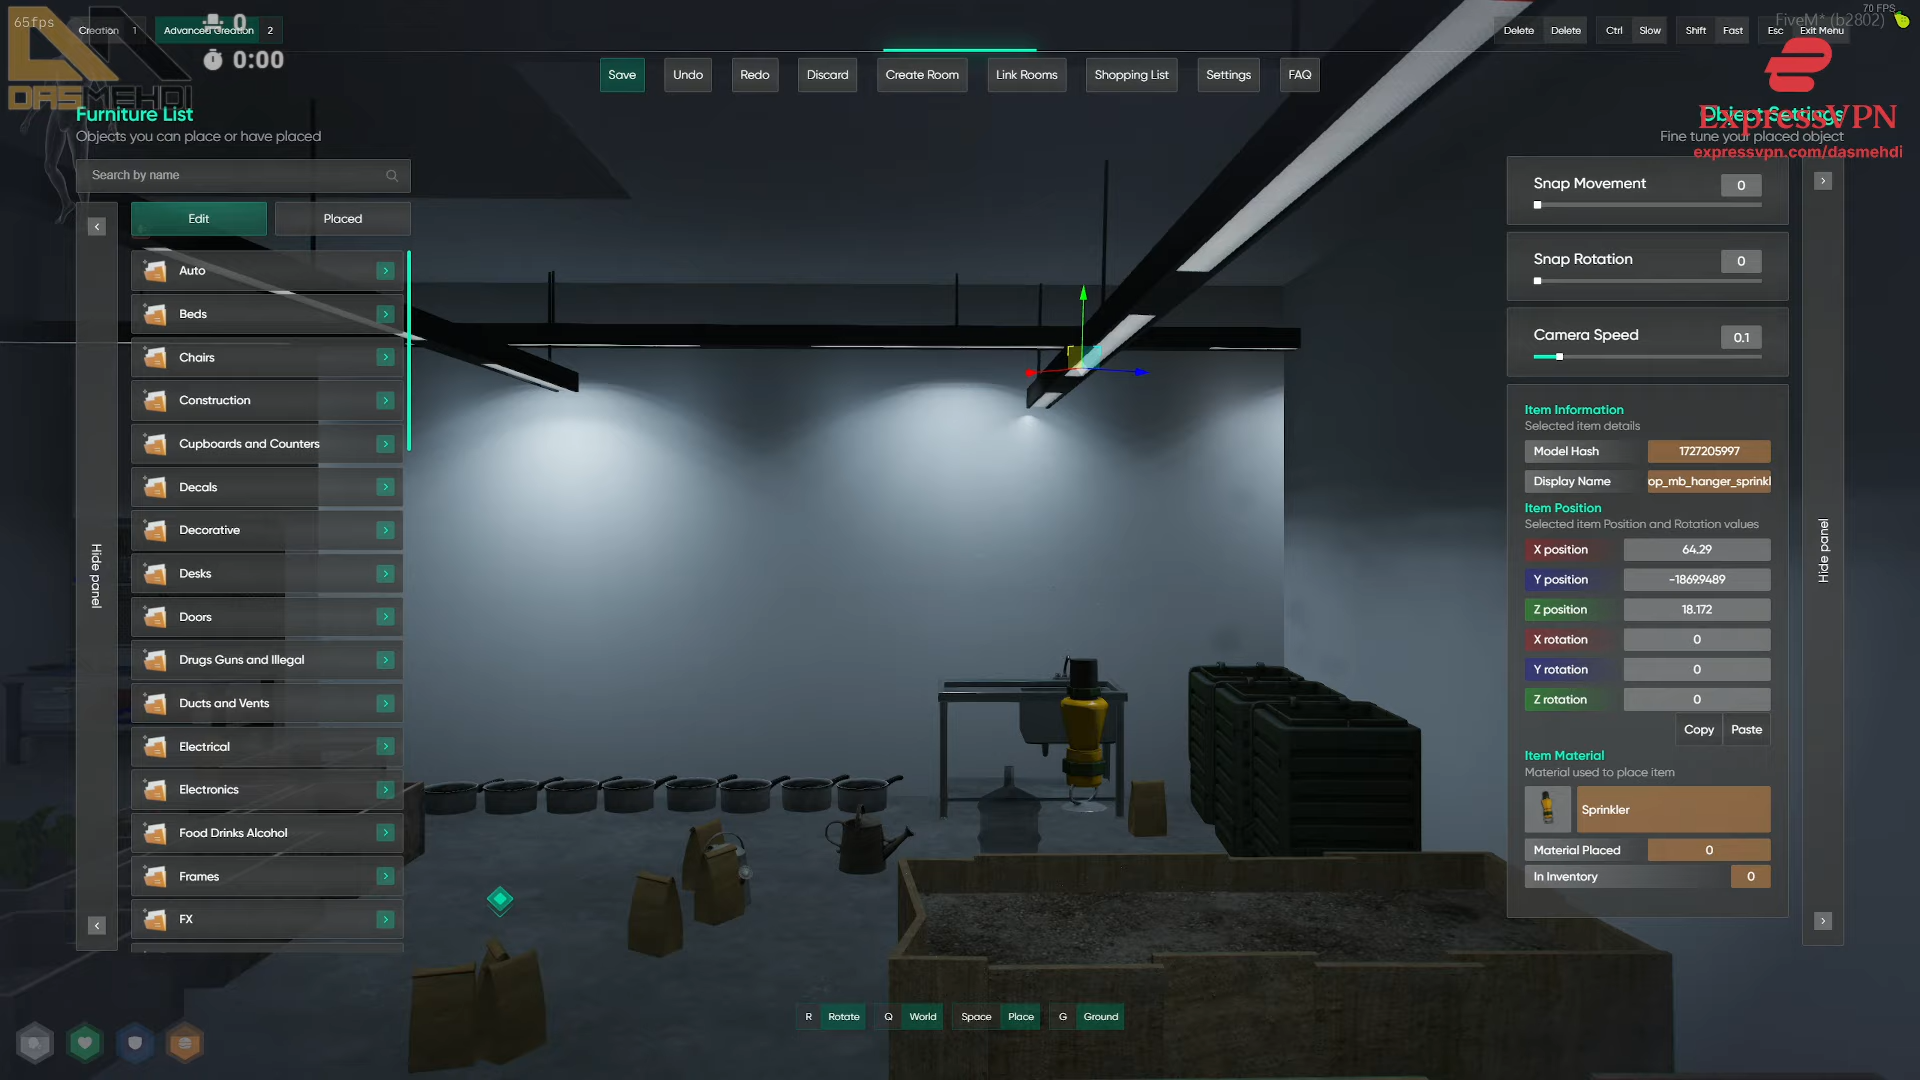 65fps
Creation 1
Advanced Creation 2
0
0:00
DASMEHDI
Save
Undo
Redo
Discard
Create Room
Link Rooms
Shopping List
Settings
FAQ
Delete Delete
Ctrl Slow
Shift Fast
Esc Exit Menu
70 FPS
FiveM* (b2802)
ExpressVPN
expressvpn.com/dasmehdi
Furniture List
Objects you can place or have placed
Search by name
Edit
Placed
Hide panel
Auto
Beds
Chairs
Construction
Cupboards and Counters
Decals
Decorative
Desks
Doors
Drugs Guns and Illegal
Ducts and Vents
Electrical
Electronics
Food Drinks Alcohol
Frames
FX
Object Settings
Fine tune your placed object
Snap Movement 0
Snap Rotation 0
Camera Speed 0.1
Item Information
Selected item details
Model Hash 1727205997
Display Name op_mb_hanger_sprinkl
Item Position
Selected item Position and Rotation values
X position 64.29
Y position -1869.9489
Z position 18.172
X rotation 0
Y rotation 0
Z rotation 0
Copy Paste
Item Material
Material used to place item
Sprinkler
Material Placed 0
In Inventory 0
Hide panel
R Rotate
Q World
Space Place
G Ground